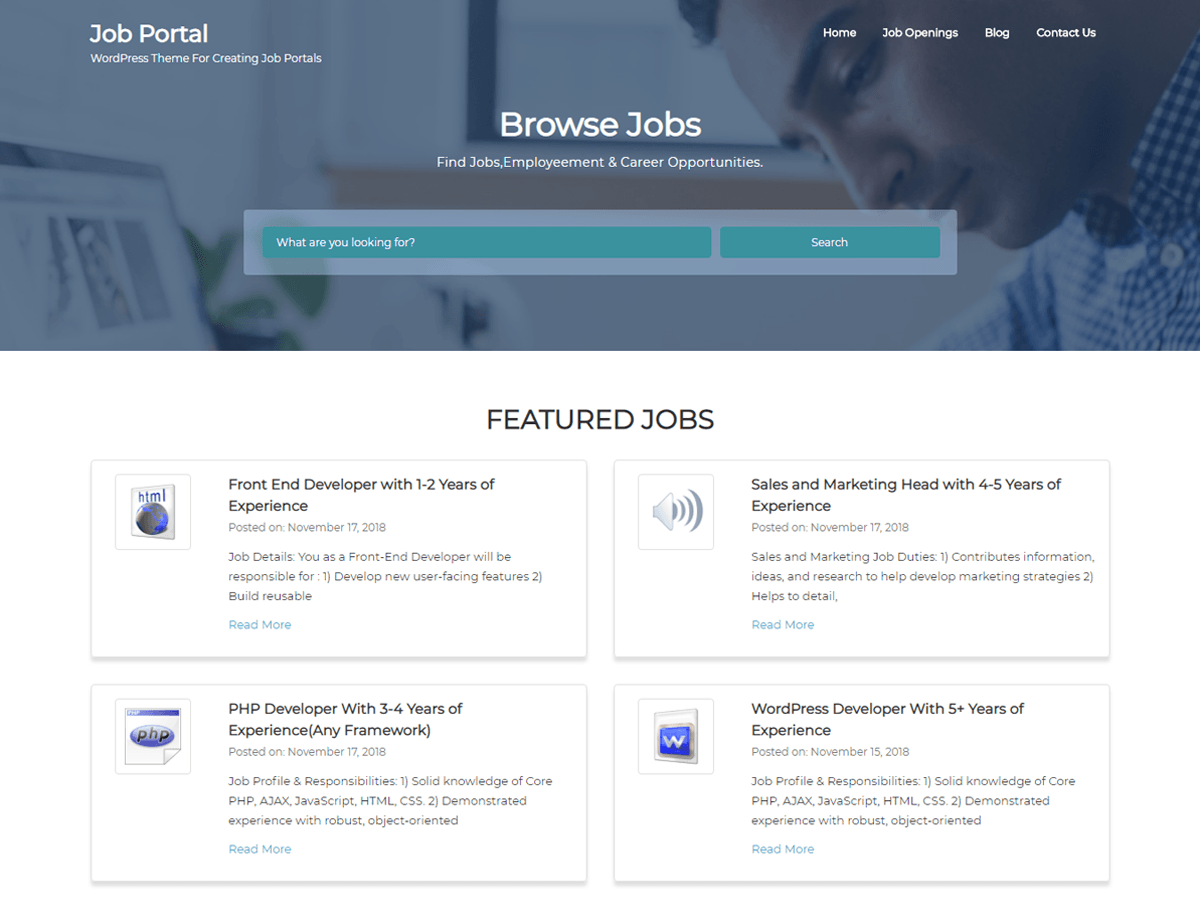 Job Portal
WordPress Theme For Creating Job Portals
Home Job Openings Blog Contact Us
Browse Jobs
Find Jobs,Employeement & Career Opportunities.
What are you looking for? Search
FEATURED JOBS
html
Front End Developer with 1-2 Years of
Experience
Posted on: November 17, 2018
Job Details: You as a Front-End Developer will be
responsible for : 1) Develop new user-facing features 2)
Build reusable
Read More
Sales and Marketing Head with 4-5 Years of
Experience
Posted on: November 17, 2018
Sales and Marketing Job Duties: 1) Contributes information,
ideas, and research to help develop marketing strategies 2)
Helps to detail,
Read More
PHP
php
PHP Developer With 3-4 Years of
Experience(Any Framework)
Posted on: November 17, 2018
Job Profile & Responsibilities: 1) Solid knowledge of Core
PHP, AJAX, JavaScript, HTML, CSS. 2) Demonstrated
experience with robust, object-oriented
Read More
W
WordPress Developer With 5+ Years of
Experience
Posted on: November 15, 2018
Job Profile & Responsibilities: 1) Solid knowledge of Core
PHP, AJAX, JavaScript, HTML, CSS. 2) Demonstrated
experience with robust, object-oriented
Read More